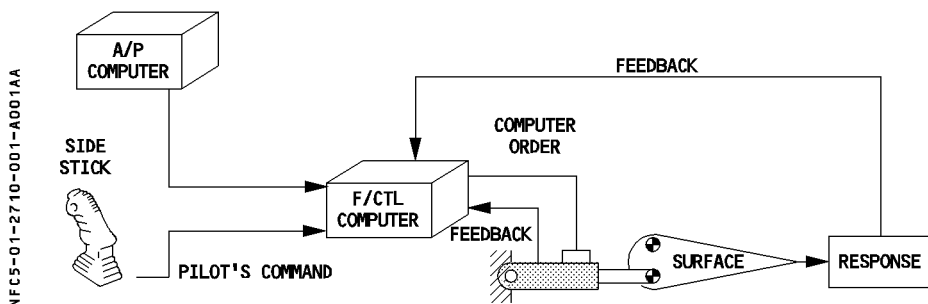 A/P
COMPUTER
FEEDBACK
COMPUTER
ORDER
SIDE
STICK
F/CTL
COMPUTER
FEEDBACK
SURFACE
RESPONSE
PILOT'S COMMAND
NFC5-01-2710-001-A001AA